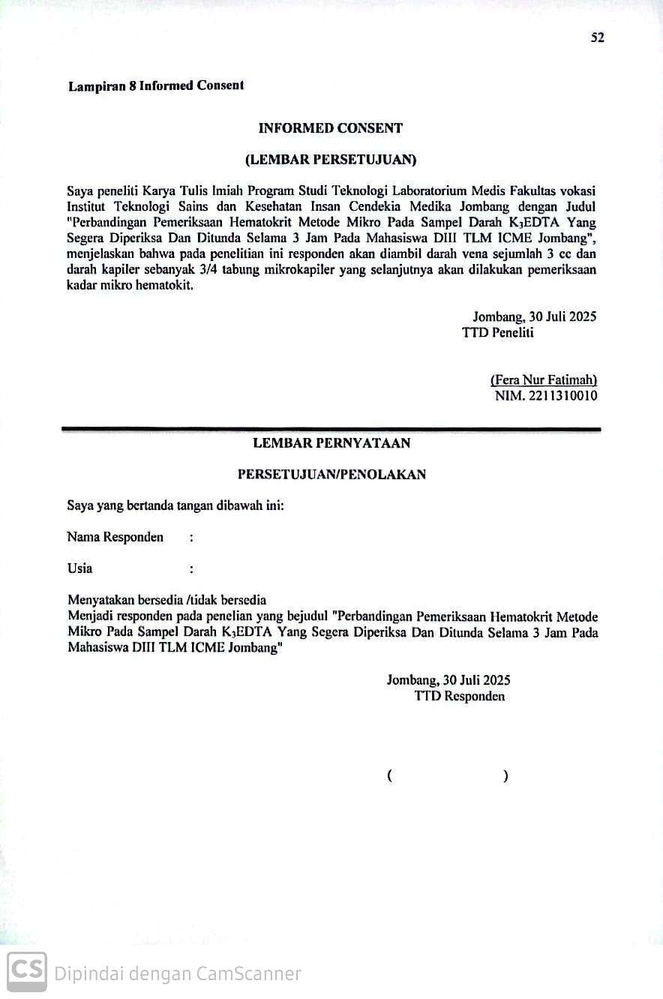 52
Lampiran 8 Informed Consent
INFORMED CONSENT
(LEMBAR PERSETUJUAN)
Saya peneliti Karya Tulis Imiah Program Studi Teknologi Laboratorium Medis Fakultas vokasi
Institut Teknologi Sains dan Kesehatan Insan Cendekia Medika Jombang dengan Judul
"Perbandingan Pemeriksaan Hematokrit Metode Mikro Pada Sampel Darah K₃EDTA Yang
Segera Diperiksa Dan Ditunda Selama 3 Jam Pada Mahasiswa DIII TLM ICME Jombang",
menjelaskan bahwa pada penelitian ini responden akan diambil darah vena sejumlah 3 cc dan
darah kapiler sebanyak 3/4 tabung mikrokapiler yang selanjutnya akan dilakukan pemeriksaan
kadar mikro hematokit.
Jombang, 30 Juli 2025
TTD Peneliti
(Fera Nur Fatimah)
NIM. 2211310010
LEMBAR PERNYATAAN
PERSETUJUAN/PENOLAKAN
Saya yang bertanda tangan dibawah ini:
Nama Responden :
Usia :
Menyatakan bersedia /tidak bersedia
Menjadi responden pada penelian yang bejudul "Perbandingan Pemeriksaan Hematokrit Metode
Mikro Pada Sampel Darah K₃EDTA Yang Segera Diperiksa Dan Ditunda Selama 3 Jam Pada
Mahasiswa DIII TLM ICME Jombang"
Jombang, 30 Juli 2025
TTD Responden
( )
CS Dipindai dengan CamScanner